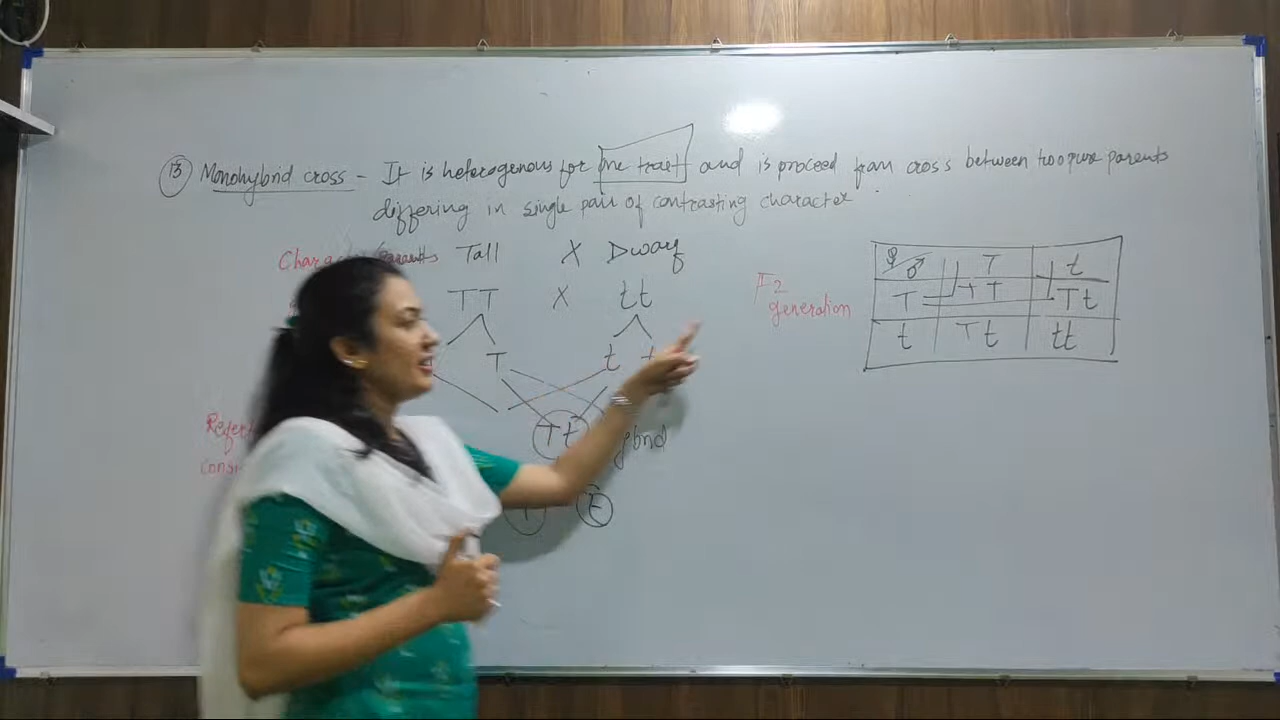 13 Monohybrid cross - It is heterogenous for one trait and is proceed from cross between two pure parents
differing in single pair of contrasting character
Tall X Dwarf
TT X tt
T t t
Tt
T t
F2
generation
♀ ♂ T t
T TT Tt
t Tt tt